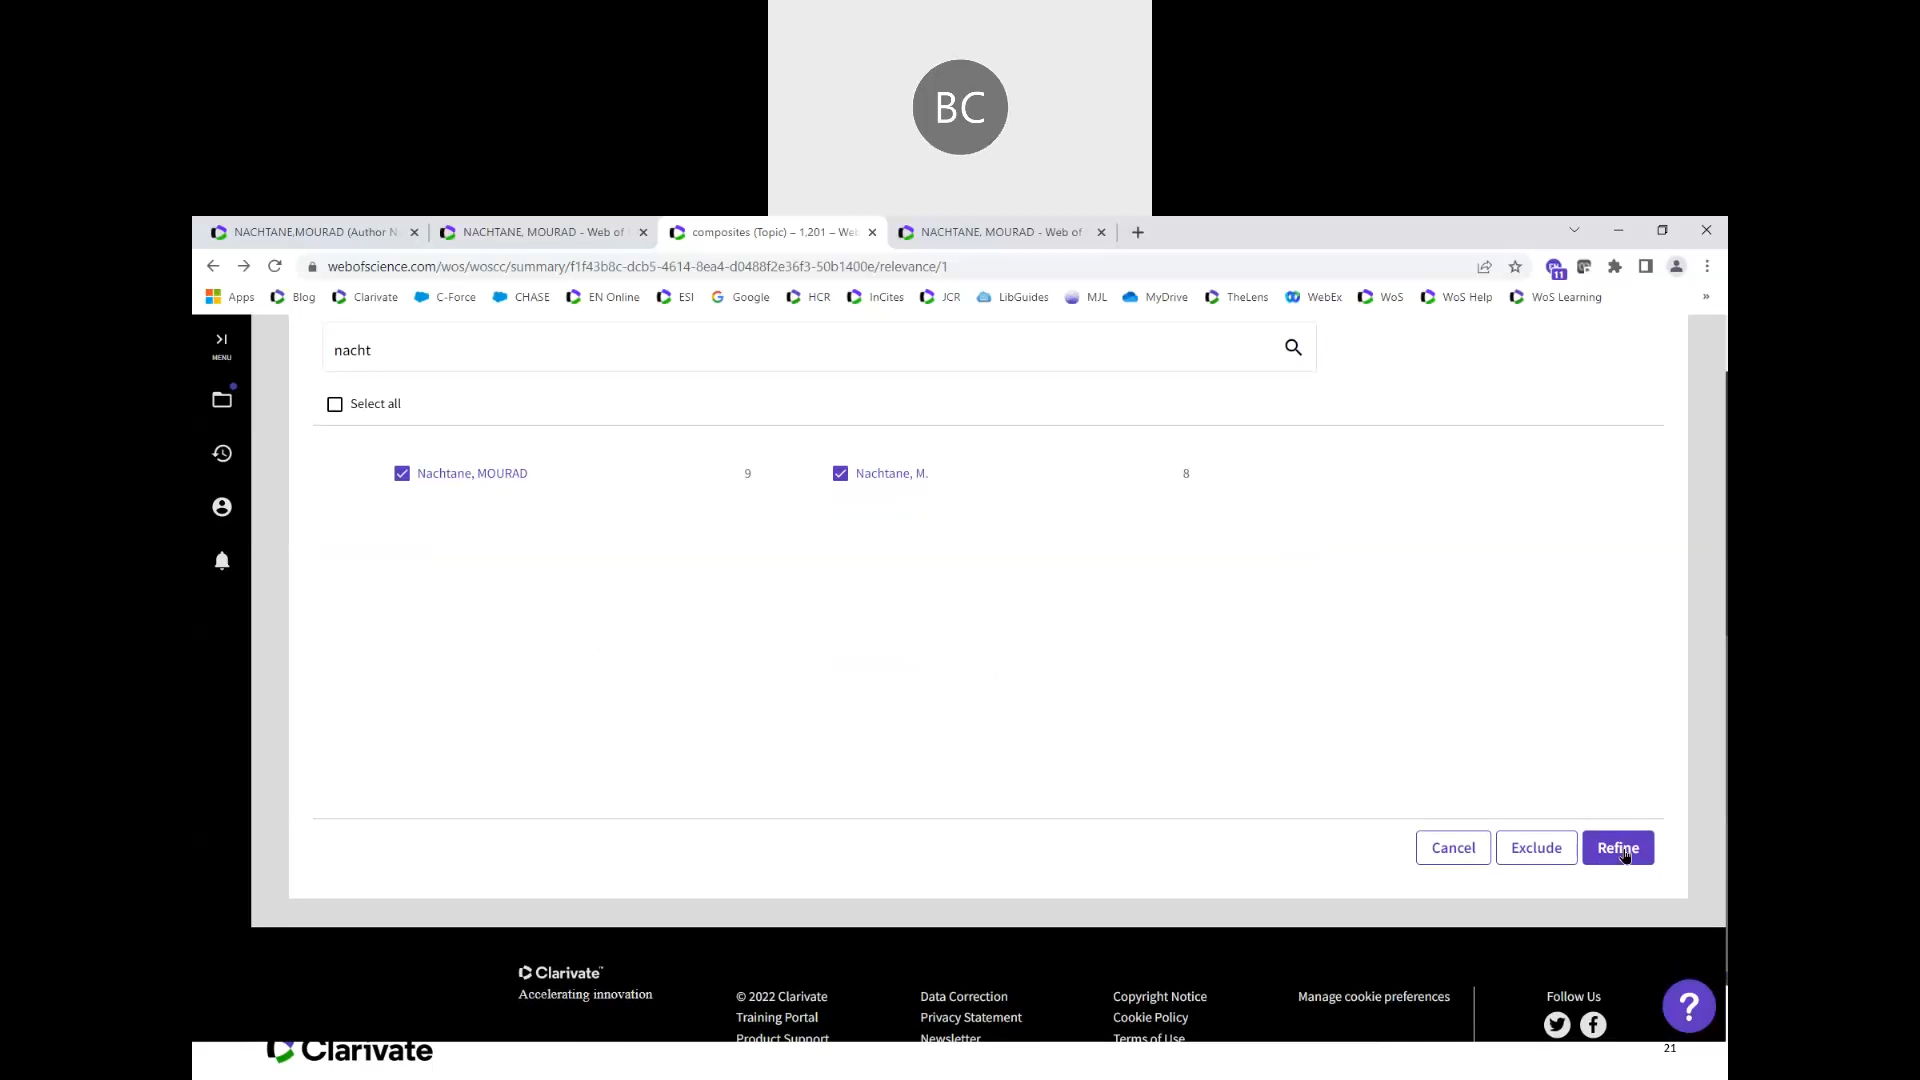 BC
NACHTANE,MOURAD (Author N
NACHTANE, MOURAD - Web of
composites (Topic) – 1,201 – Web
NACHTANE, MOURAD - Web of
webofscience.com/wos/woscc/summary/f1f43b8c-dcb5-4614-8ea4-d0488f2e36f3-50b1400e/relevance/1
11
Apps Blog Clarivate C-Force CHASE EN Online ESI Google HCR InCites JCR LibGuides MJL MyDrive TheLens WebEx WoS WoS Help WoS Learning »
MENU
nacht
Select all
Nachtane, MOURAD 9 Nachtane, M. 8
Cancel Exclude Refine
Clarivate™
Accelerating innovation
© 2022 Clarivate Data Correction Copyright Notice Manage cookie preferences Follow Us
Training Portal Privacy Statement Cookie Policy
Product Support Newsletter Terms of Use
?
Clarivate
21